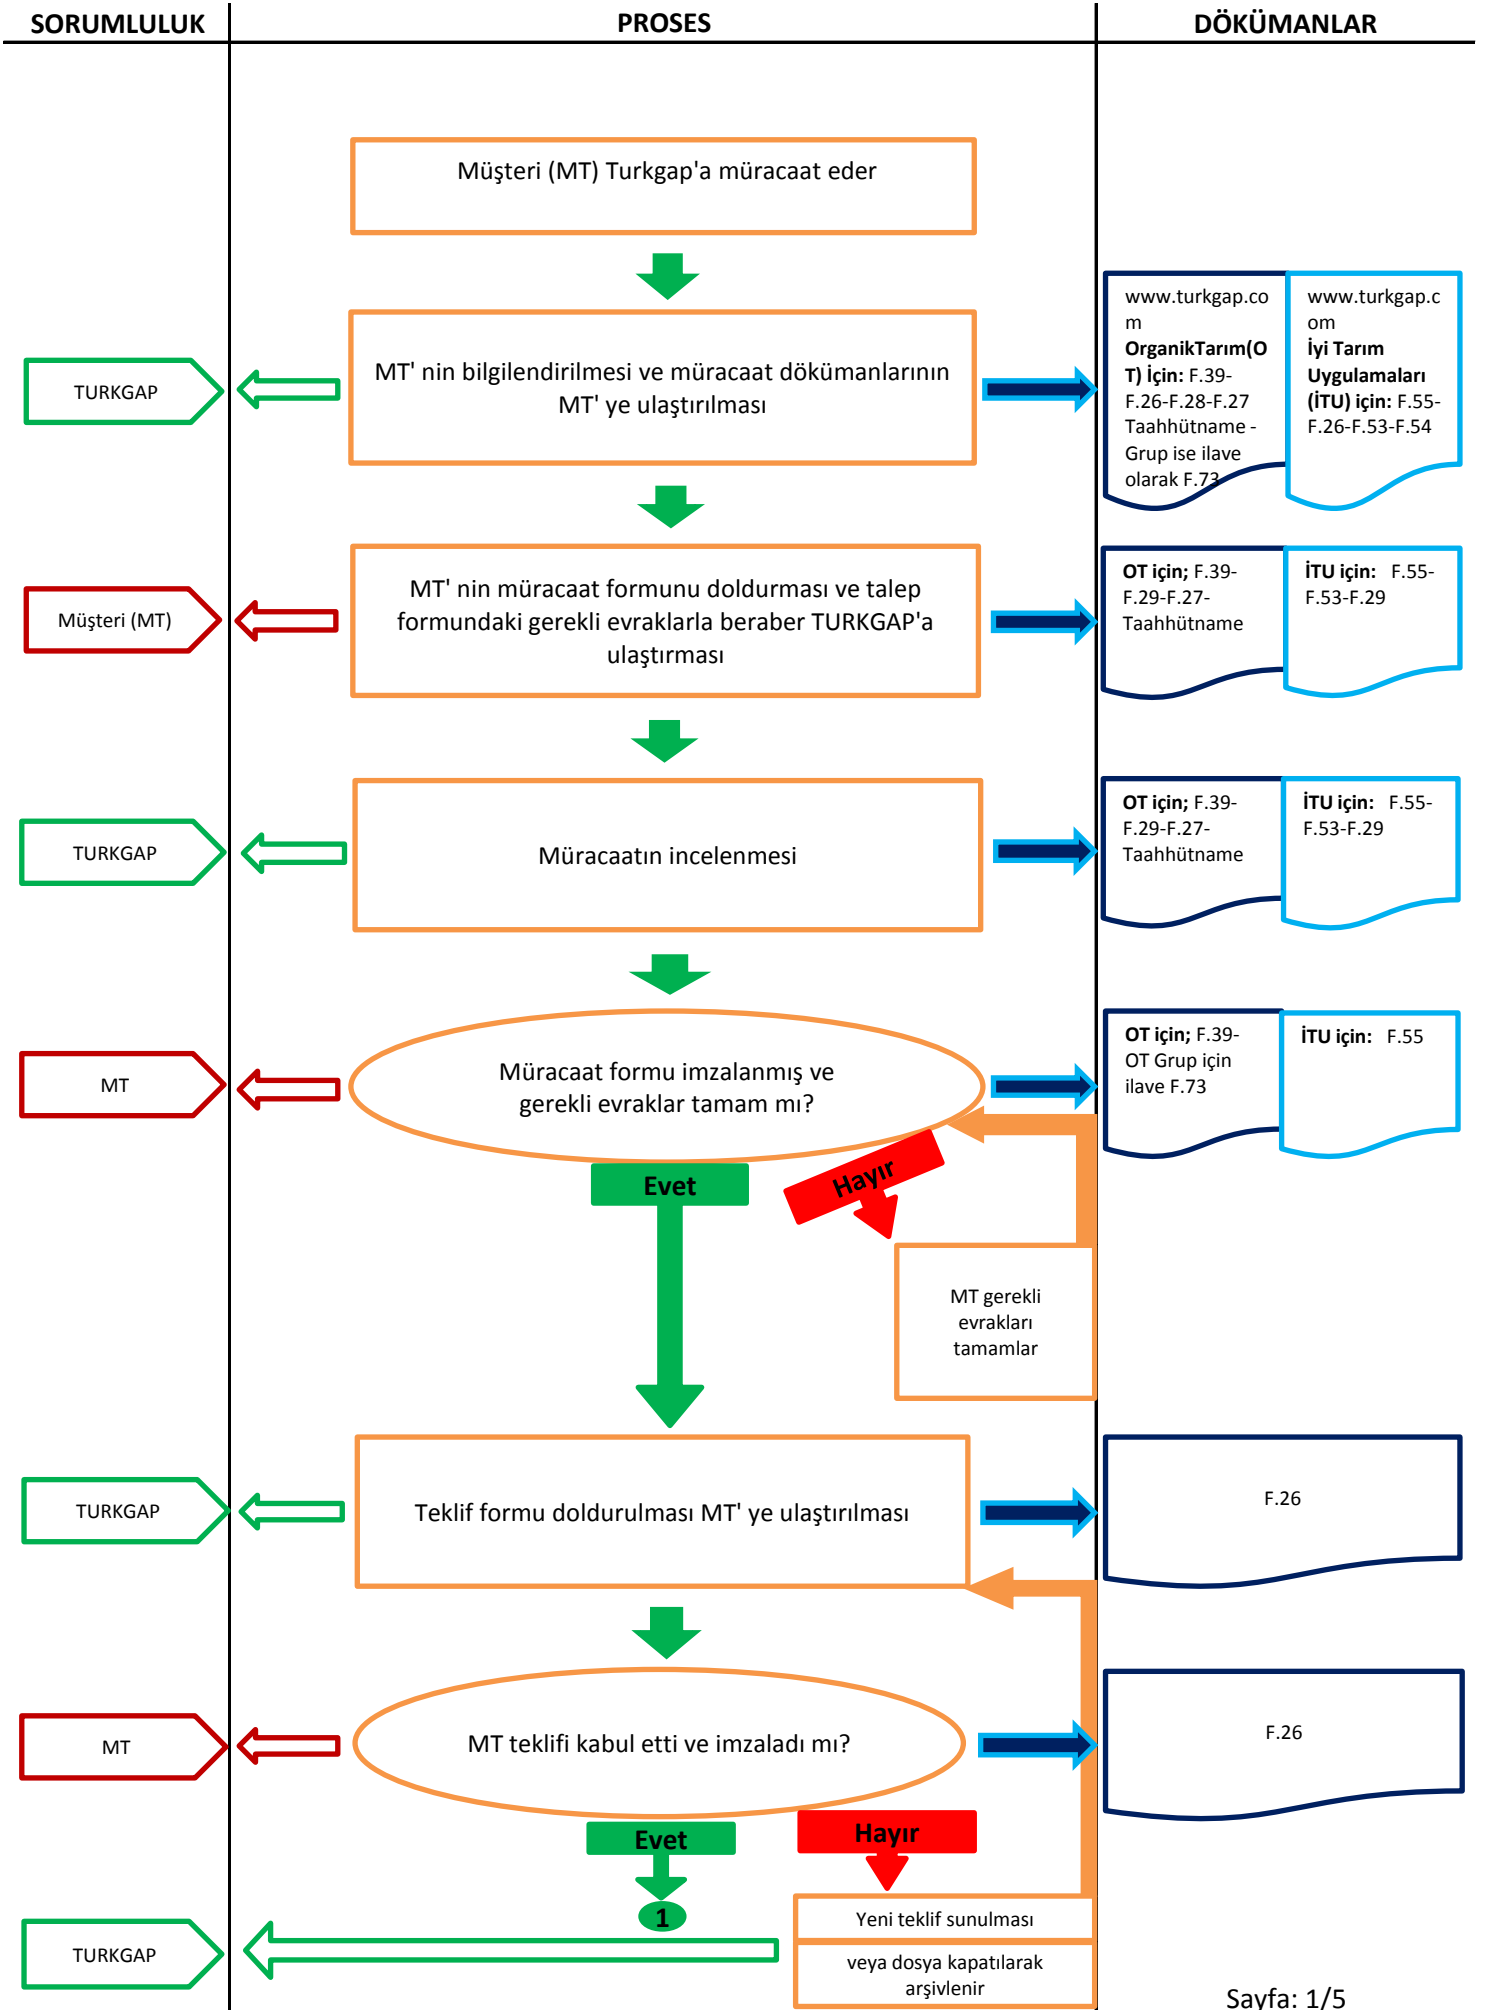 SORUMLULUK
PROSES
DÖKÜMANLAR
Müşteri (MT) Turkgap'a müracaat eder
TURKGAP
MT' nin bilgilendirilmesi ve müracaat dökümanlarının
MT' ye ulaştırılması
www.turkgap.co
m
OrganikTarım(O
T) İçin: F.39-
F.26-F.28-F.27
Taahhütname -
Grup ise ilave
olarak F.73
www.turkgap.c
om
İyi Tarım
Uygulamaları
(İTU) için: F.55-
F.26-F.53-F.54
Müşteri (MT)
MT' nin müracaat formunu doldurması ve talep
formundaki gerekli evraklarla beraber TURKGAP'a
ulaştırması
OT için; F.39-
F.29-F.27-
Taahhütname
İTU için: F.55-
F.53-F.29
TURKGAP
Müracaatın incelenmesi
OT için; F.39-
F.29-F.27-
Taahhütname
İTU için: F.55-
F.53-F.29
MT
Müracaat formu imzalanmış ve
gerekli evraklar tamam mı?
OT için; F.39-
OT Grup için
ilave F.73
İTU için: F.55
Evet
Hayır
MT gerekli
evrakları
tamamlar
TURKGAP
Teklif formu doldurulması MT' ye ulaştırılması
F.26
MT
MT teklifi kabul etti ve imzaladı mı?
F.26
Evet
Hayır
1
Yeni teklif sunulması
TURKGAP
veya dosya kapatılarak
arşivlenir
Sayfa: 1/5